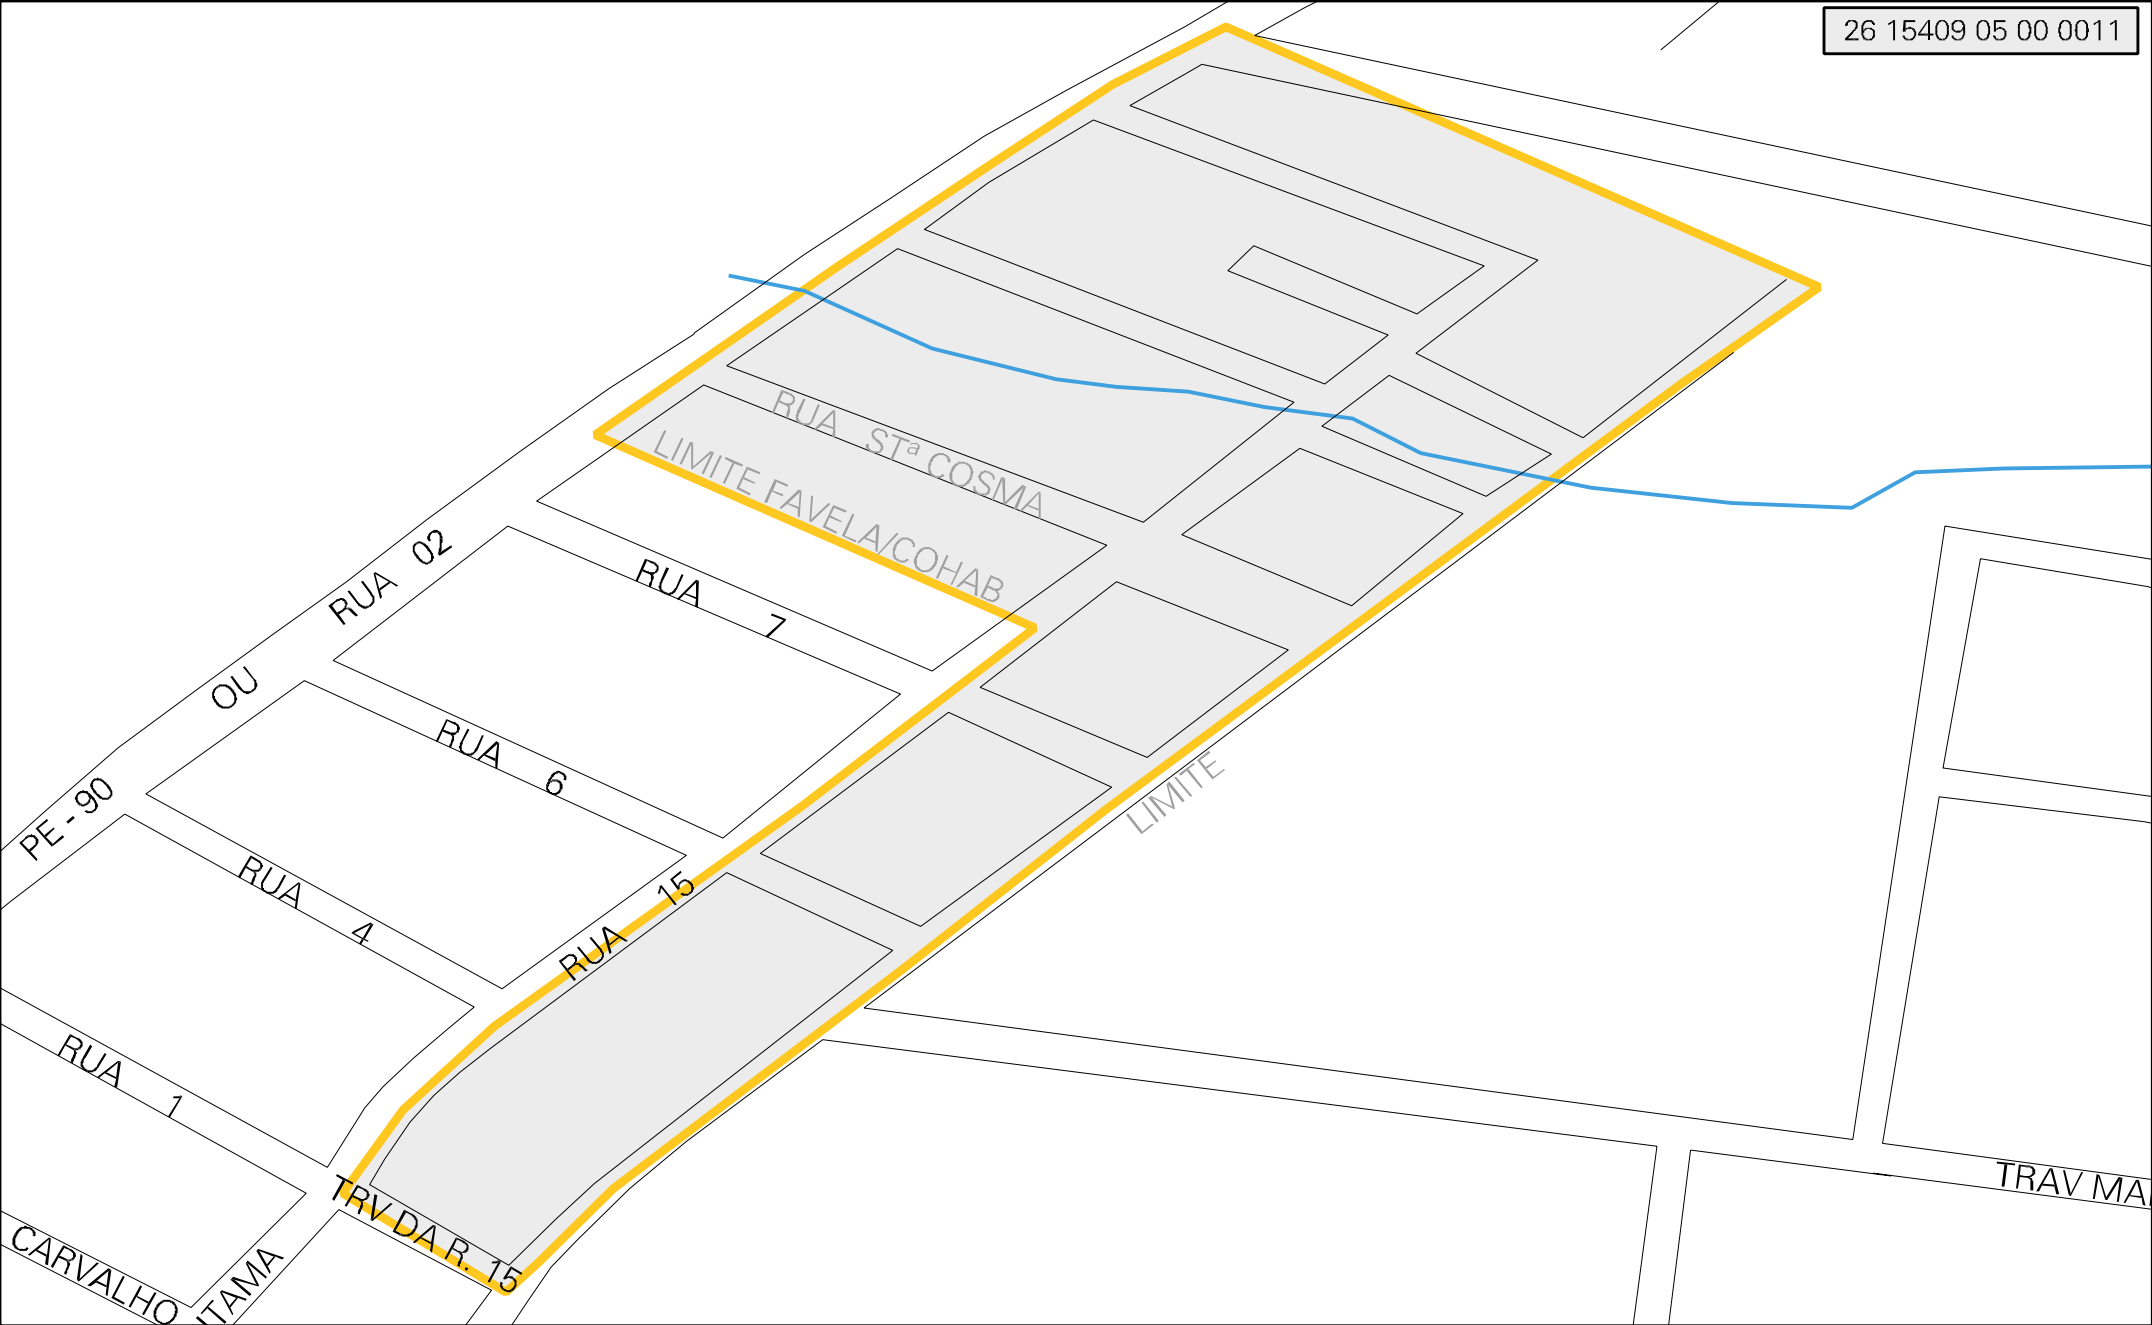 26 15409 05 00 0011
RUA STª COSMA
LIMITE FAVELA/COHAB
PE - 90 OU RUA 02
RUA 7
RUA 6
LIMITE
RUA 4
RUA 15
RUA 1
TRAV MA
TRV DA R. 15
CARVALHO
ITAMA